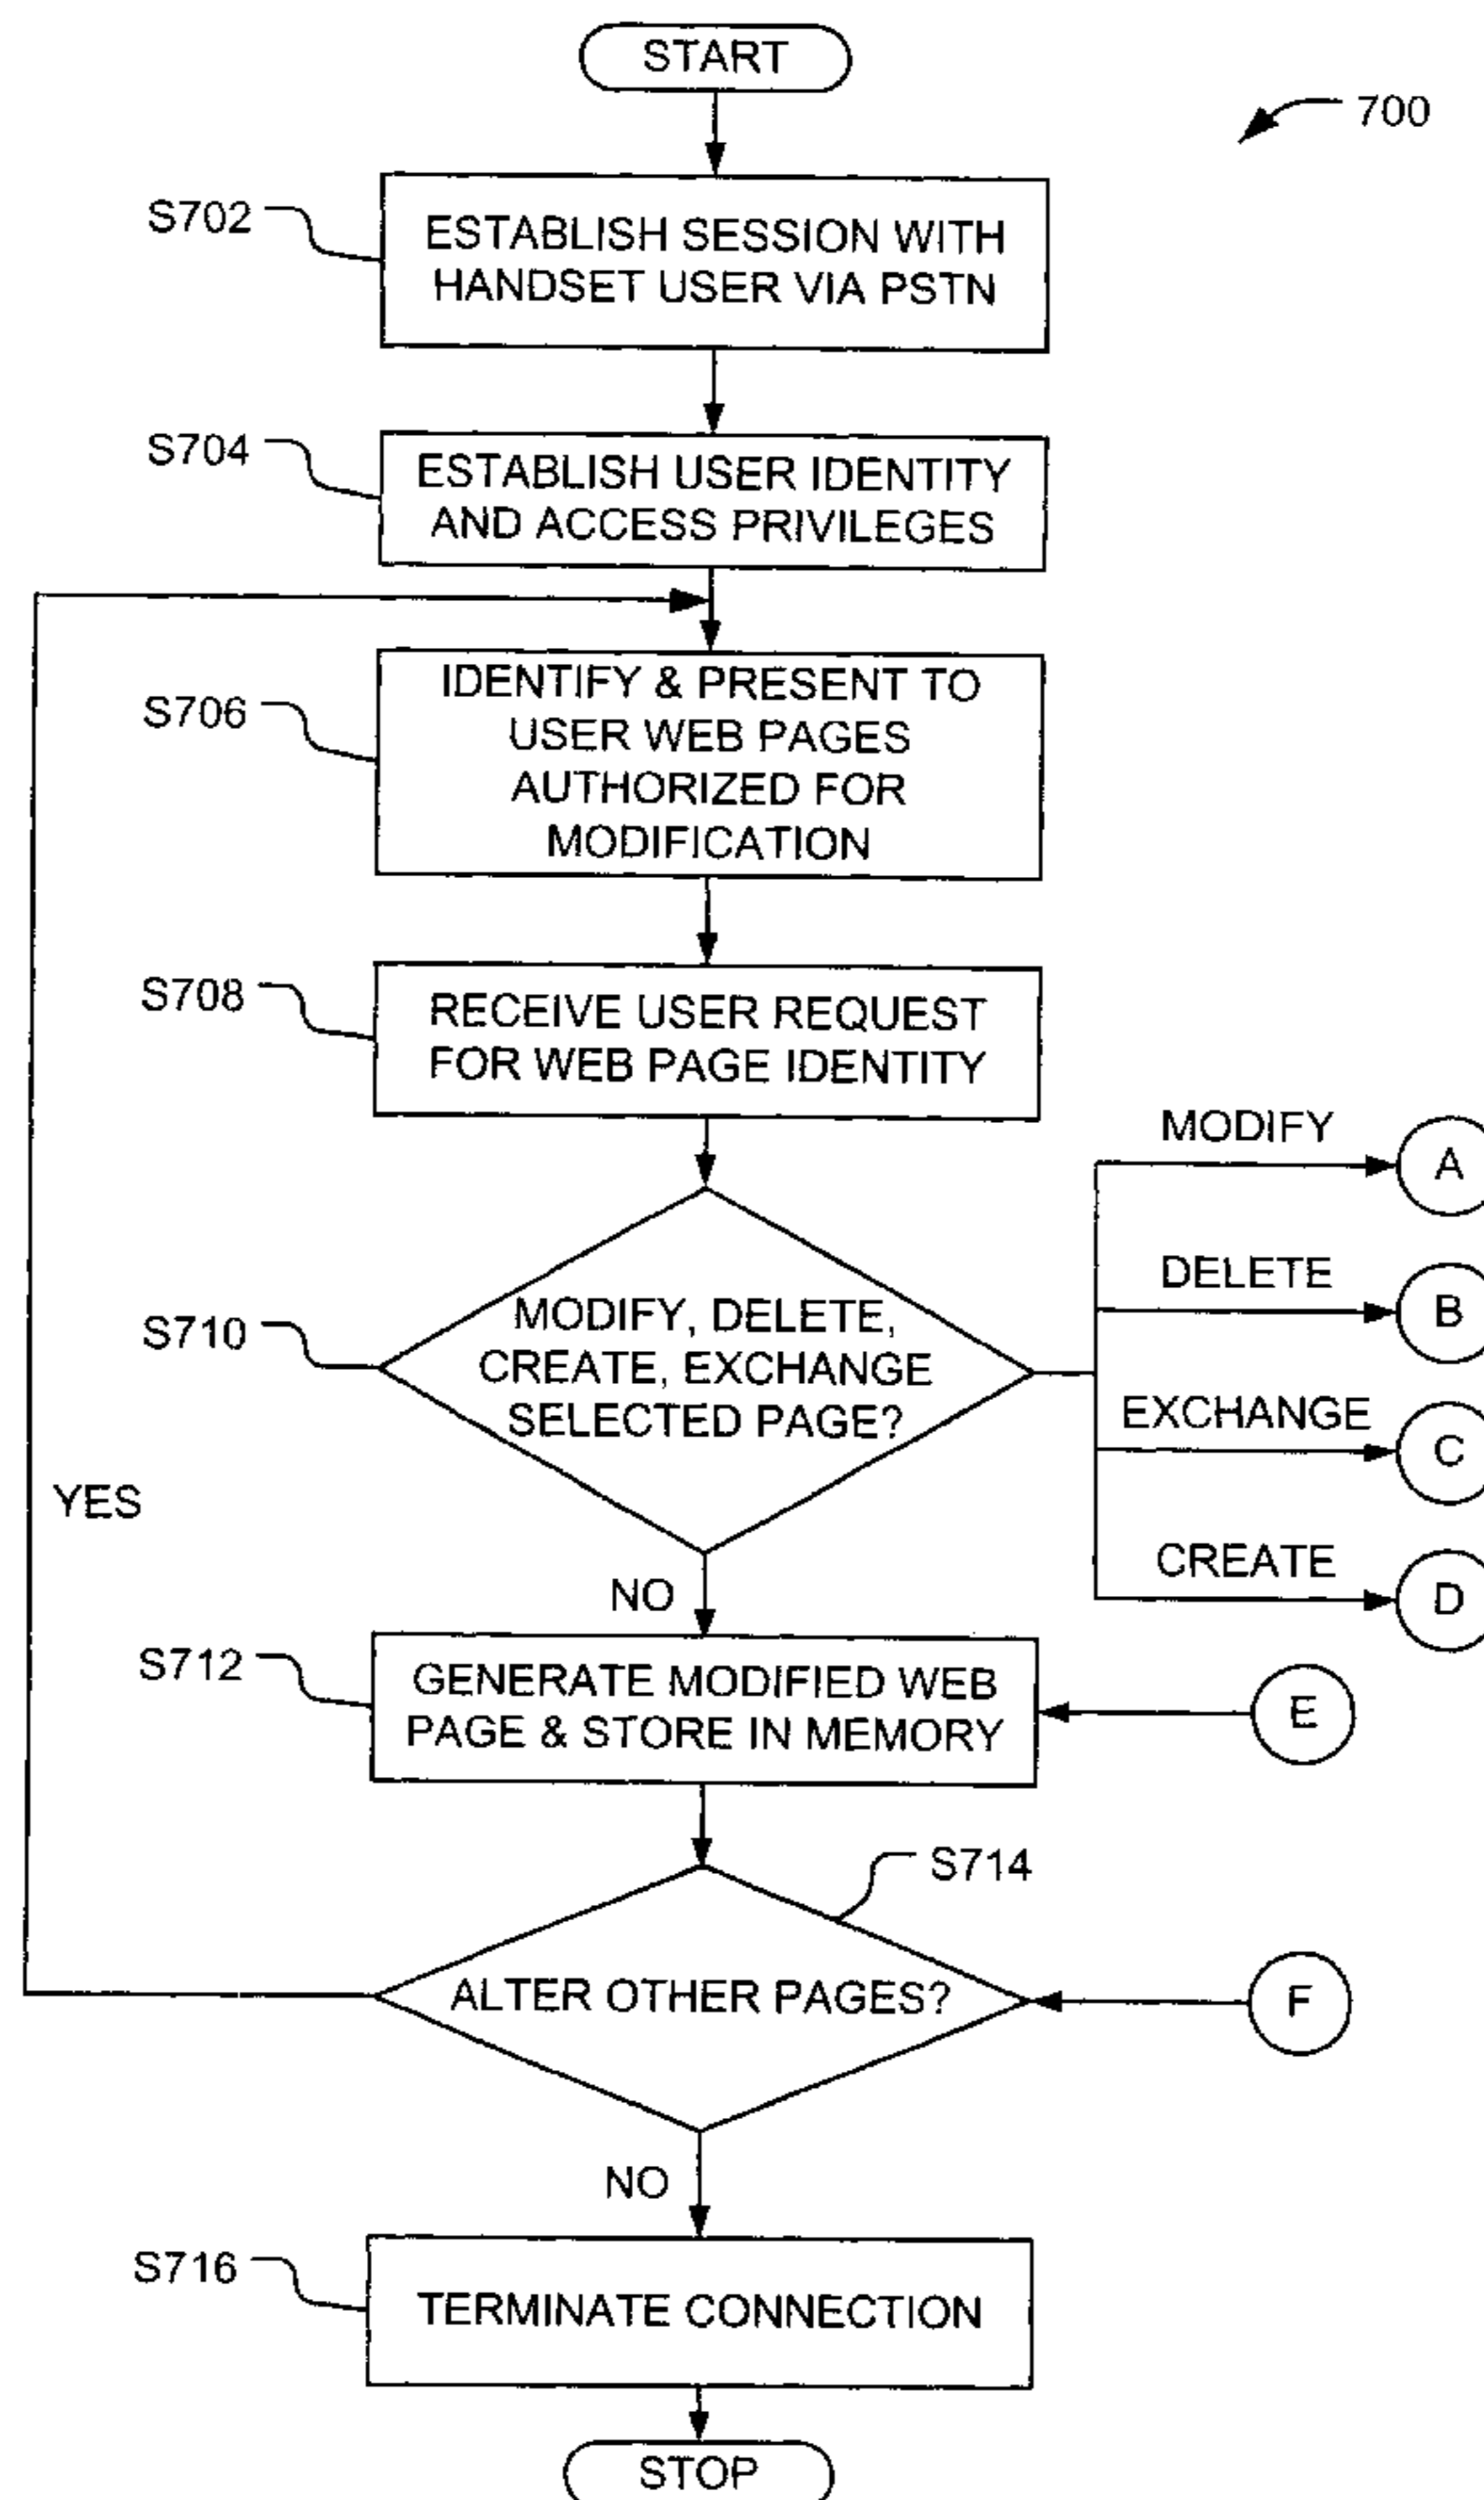 START
700
S702
ESTABLISH SESSION WITH
HANDSET USER VIA PSTN
S704
ESTABLISH USER IDENTITY
AND ACCESS PRIVILEGES
S706
IDENTIFY & PRESENT TO
USER WEB PAGES
AUTHORIZED FOR
MODIFICATION
S708
RECEIVE USER REQUEST
FOR WEB PAGE IDENTITY
MODIFY
A
DELETE
B
S710
MODIFY, DELETE,
CREATE, EXCHANGE
SELECTED PAGE?
EXCHANGE
C
YES
CREATE
D
NO
S712
GENERATE MODIFIED WEB
PAGE & STORE IN MEMORY
E
S714
ALTER OTHER PAGES?
F
NO
S716
TERMINATE CONNECTION
STOP